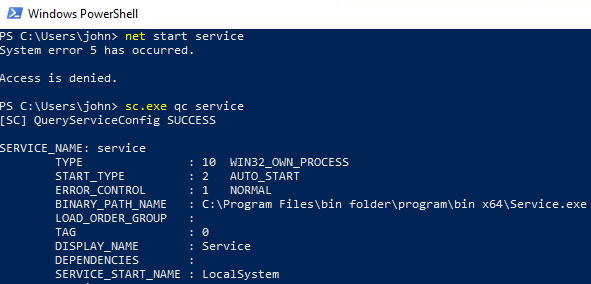 Windows PowerShell
PS C:\Users\john> net start service
System error 5 has occurred.
Access is denied.
PS C:\Users\john> sc.exe qc service
[SC] QueryServiceConfig SUCCESS
SERVICE_NAME: service
TYPE : 10 WIN32_OWN_PROCESS
START_TYPE : 2 AUTO_START
ERROR_CONTROL : 1 NORMAL
BINARY_PATH_NAME : C:\Program Files\bin folder\program\bin x64\Service.exe
LOAD_ORDER_GROUP :
TAG : 0
DISPLAY_NAME : Service
DEPENDENCIES :
SERVICE_START_NAME : LocalSystem